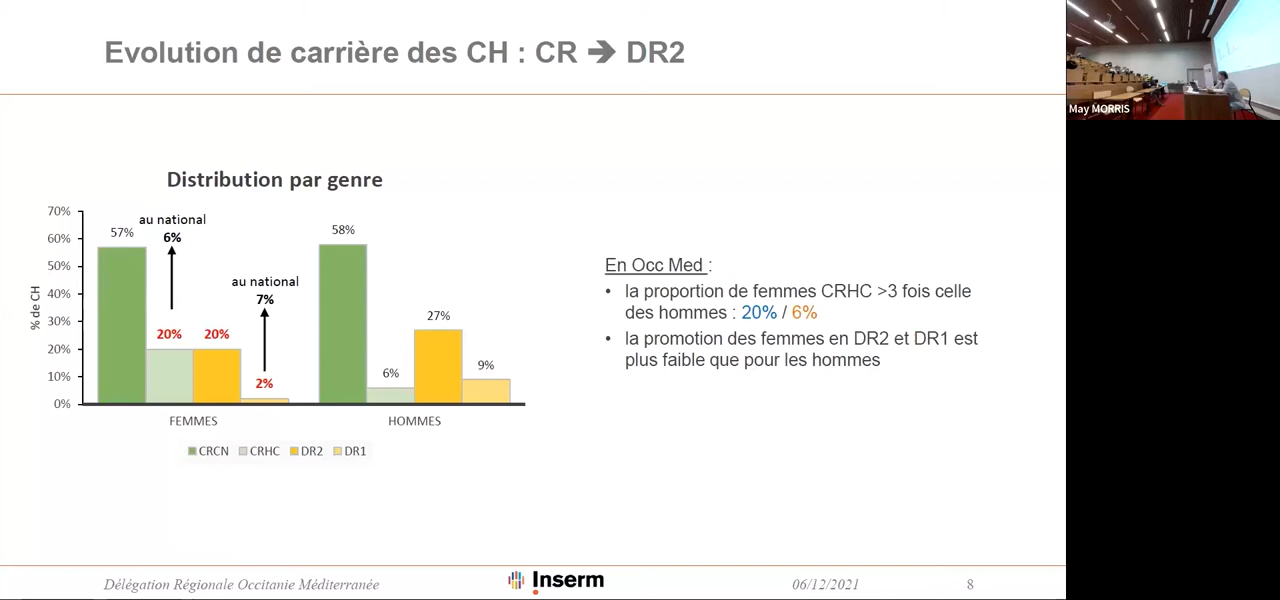 Evolution de carrière des CH : CR ➔ DR2
May MORRIS
Distribution par genre
% de CH
70%
60%
50%
40%
30%
20%
10%
0%
57%
au national
6%
20%
20%
au national
7%
2%
58%
6%
27%
9%
FEMMES
HOMMES
CRCN CRHC DR2 DR1
En Occ Med :
• la proportion de femmes CRHC >3 fois celle
des hommes : 20% / 6%
• la promotion des femmes en DR2 et DR1 est
plus faible que pour les hommes
Délégation Régionale Occitanie Méditerranée
Inserm
06/12/2021
8